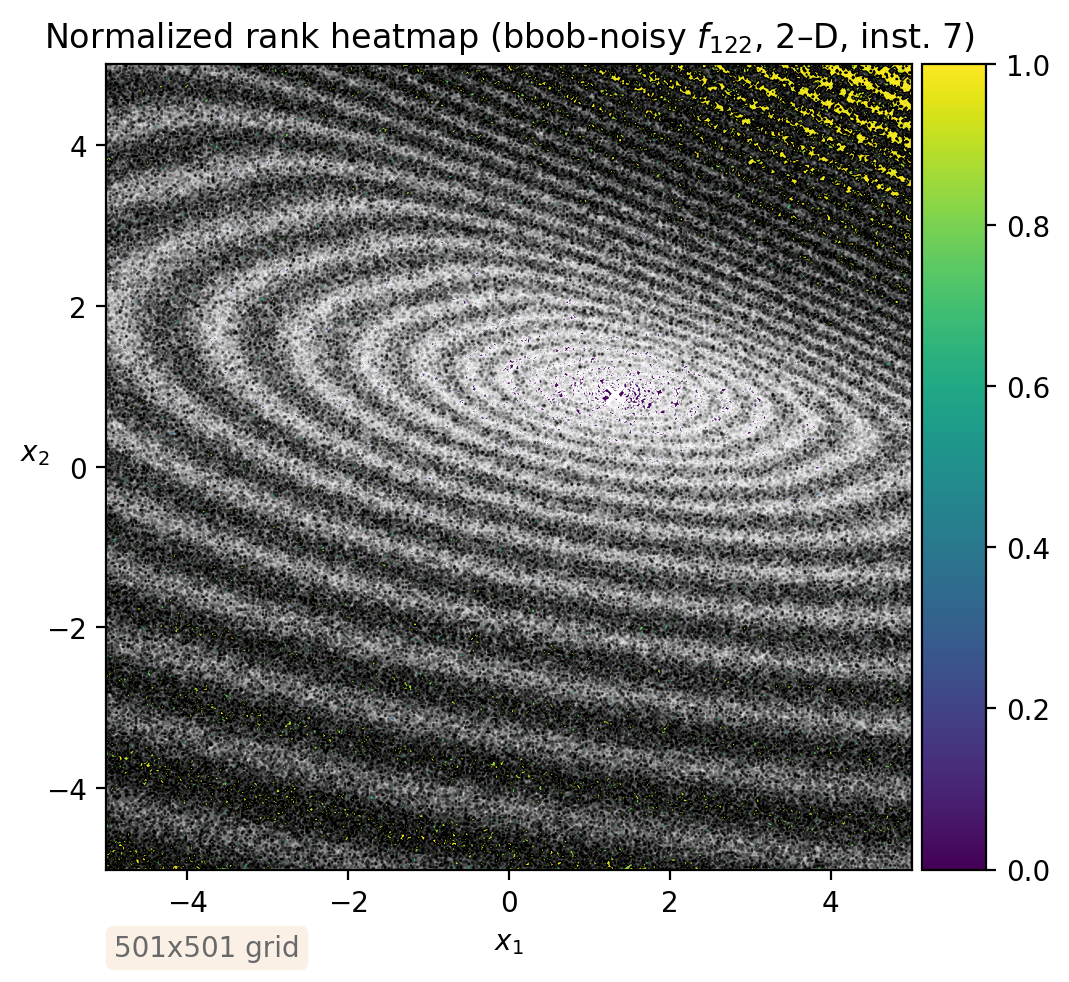 Normalized rank heatmap (bbob-noisy f₁₂₂, 2–D, inst. 7)
1.0
0.8
0.6
0.4
0.2
0.0
4
2
0
−2
−4
x₂
−4 −2 0 2 4
x₁
501x501 grid